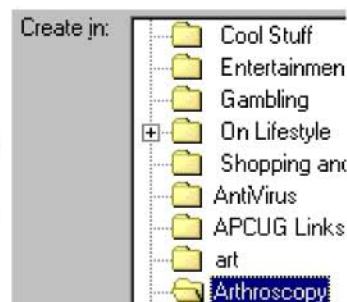 Create in:
Cool Stuff
Entertainmen
Gambling
On Lifestyle
Shopping and
AntiVirus
APCUG Links
art
Arthroscopy